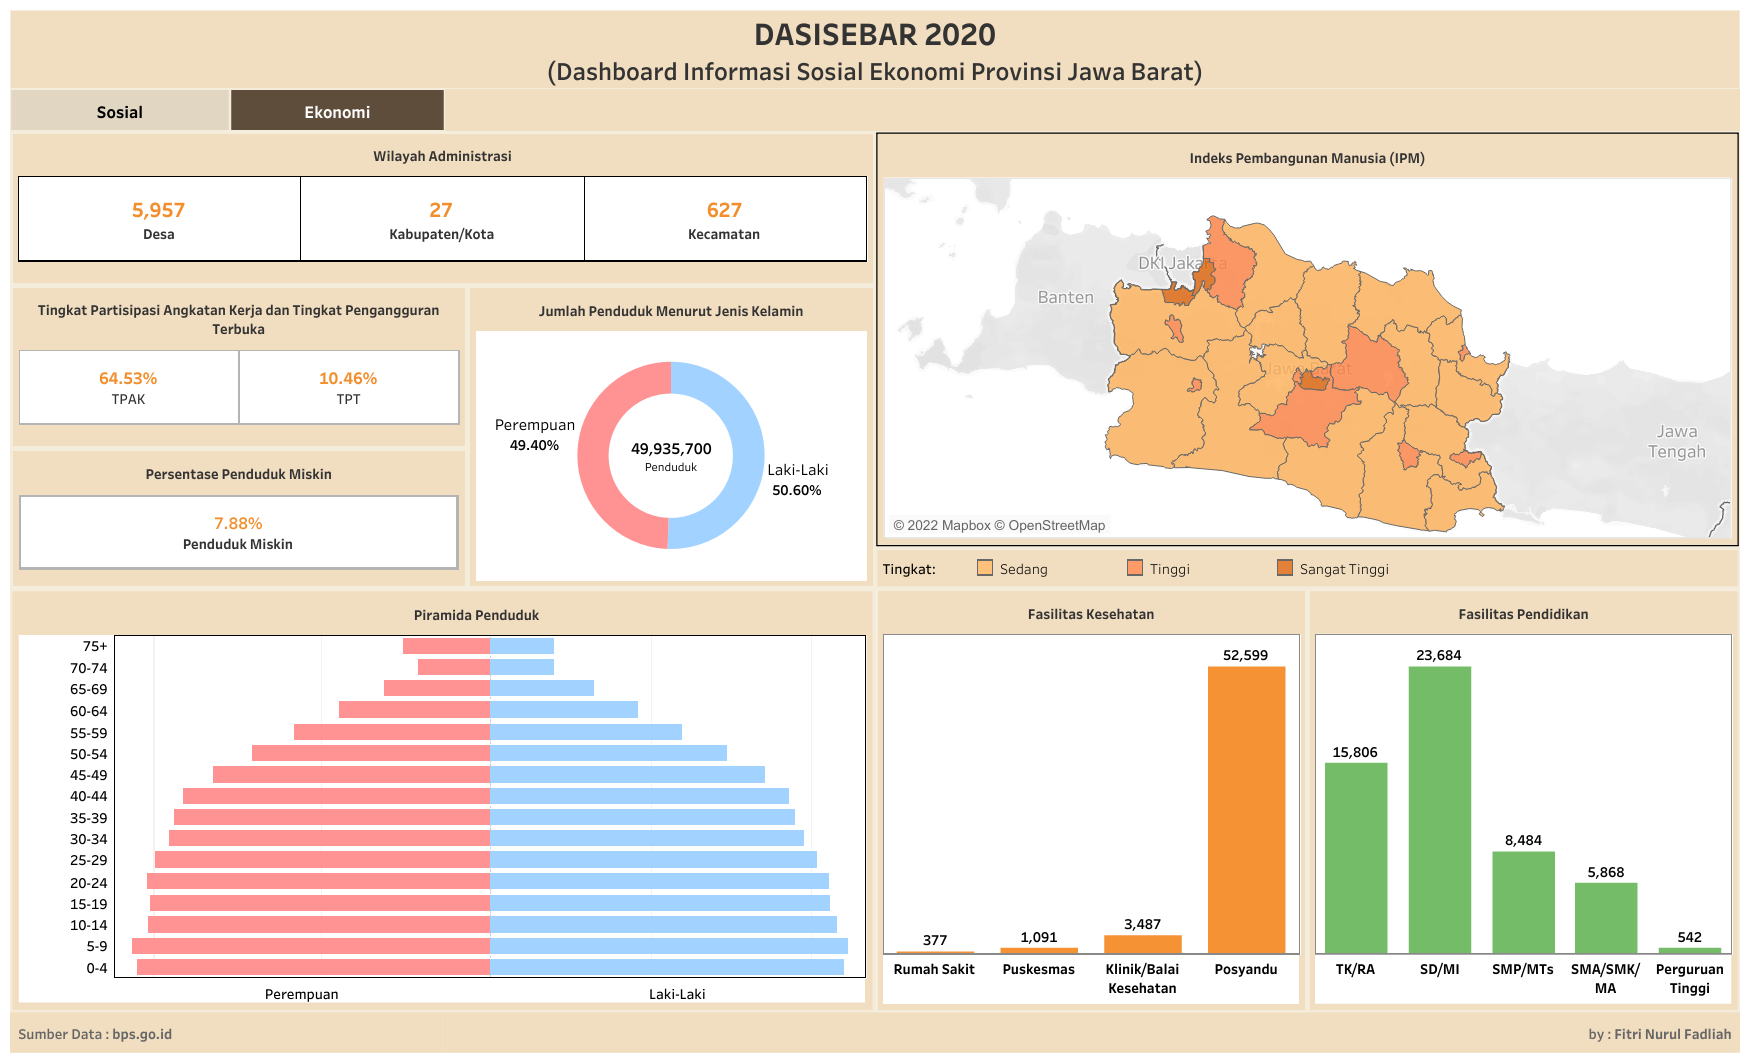 DASISEBAR 2020
(Dashboard Informasi Sosial Ekonomi Provinsi Jawa Barat)
Sosial
Ekonomi
Wilayah Administrasi
5,957
Desa
27
Kabupaten/Kota
627
Kecamatan
Tingkat Partisipasi Angkatan Kerja dan Tingkat Pengangguran
Terbuka
64.53%
TPAK
10.46%
TPT
Persentase Penduduk Miskin
7.88%
Penduduk Miskin
Jumlah Penduduk Menurut Jenis Kelamin
Perempuan
49.40%
49,935,700
Penduduk
Laki-Laki
50.60%
Indeks Pembangunan Manusia (IPM)
DKI Jakarta
Banten
Jawa Barat
Jawa
Tengah
© 2022 Mapbox © OpenStreetMap
Tingkat:
Sedang
Tinggi
Sangat Tinggi
Piramida Penduduk
75+
70-74
65-69
60-64
55-59
50-54
45-49
40-44
35-39
30-34
25-29
20-24
15-19
10-14
5-9
0-4
Perempuan
Laki-Laki
Fasilitas Kesehatan
377
1,091
3,487
52,599
Rumah Sakit
Puskesmas
Klinik/Balai
Kesehatan
Posyandu
Fasilitas Pendidikan
15,806
23,684
8,484
5,868
542
TK/RA
SD/MI
SMP/MTs
SMA/SMK/
MA
Perguruan
Tinggi
Sumber Data : bps.go.id
by : Fitri Nurul Fadliah